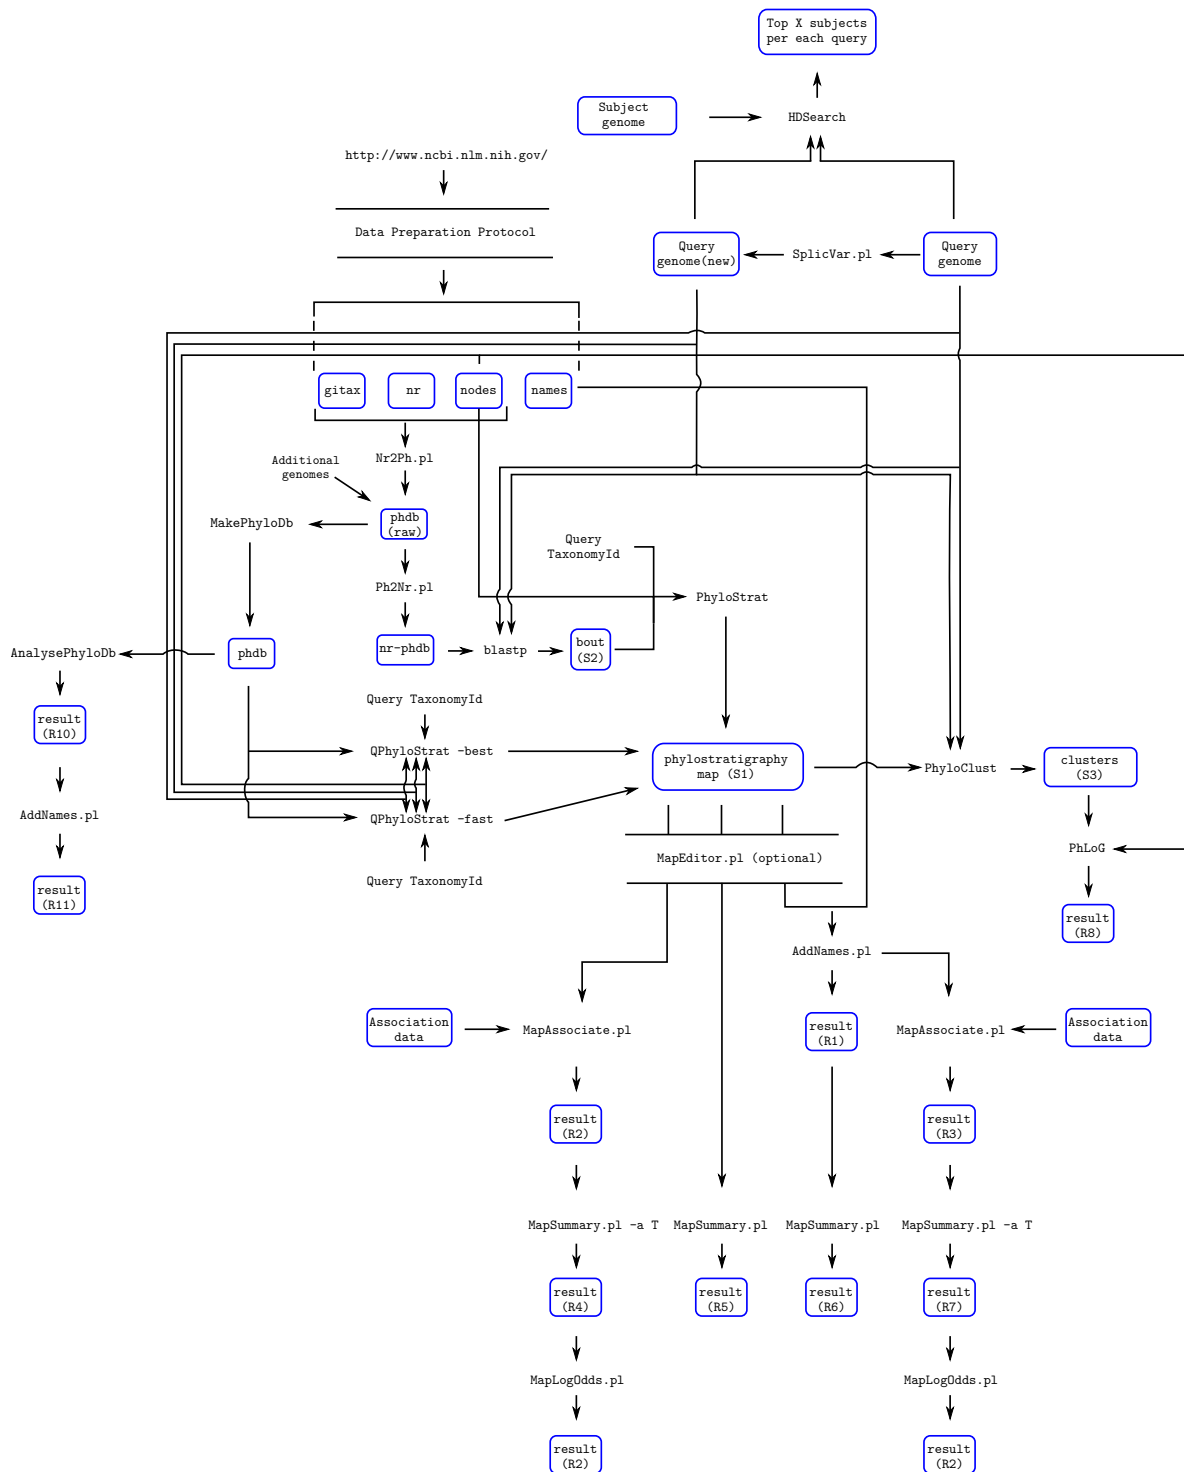 Top X subjects
per each query
Subject
genome
HDSearch
http://www.ncbi.nlm.nih.gov/
Data Preparation Protocol
Query
genome(new)
SplicVar.pl
Query
genome
gitax
nr
nodes
names
Nr2Ph.pl
Additional
genomes
MakePhyloDb
phdb
(raw)
Query
TaxonomyId
Ph2Nr.pl
PhyloStrat
AnalysePhyloDb
phdb
nr-phdb
blastp
bout
(S2)
Query TaxonomyId
result
(R10)
QPhyloStrat -best
phylostratigraphy
map (S1)
PhyloClust
clusters
(S3)
AddNames.pl
QPhyloStrat -fast
MapEditor.pl (optional)
PhLoG
Query TaxonomyId
result
(R11)
result
(R8)
AddNames.pl
Association
data
MapAssociate.pl
result
(R1)
MapAssociate.pl
Association
data
result
(R2)
result
(R3)
MapSummary.pl -a T
MapSummary.pl
MapSummary.pl
MapSummary.pl -a T
result
(R4)
result
(R5)
result
(R6)
result
(R7)
MapLogOdds.pl
MapLogOdds.pl
result
(R2)
result
(R2)